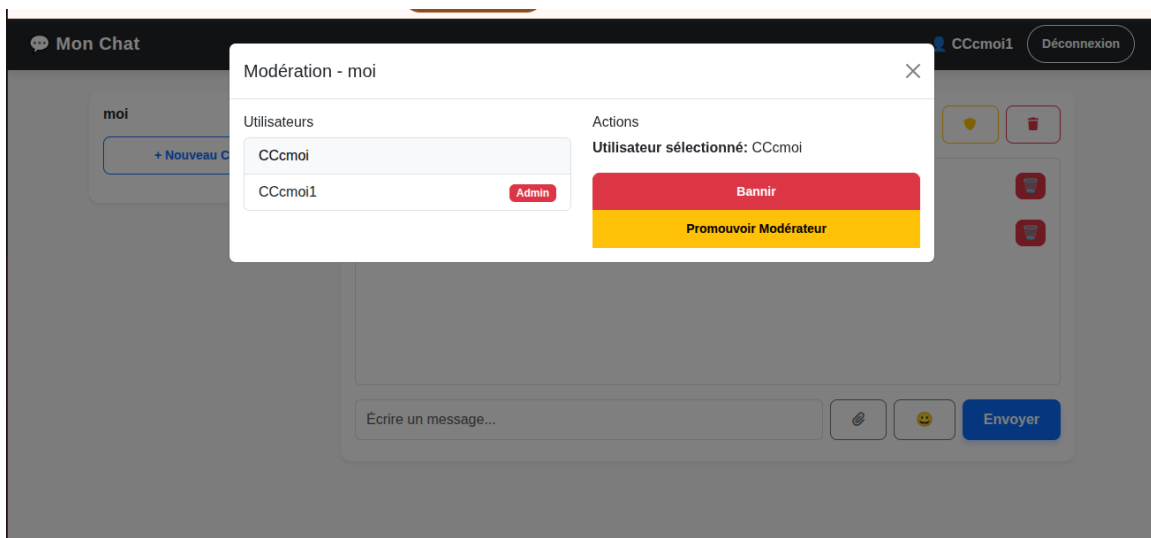 💬 Mon Chat
👤 CCcmoi1
Déconnexion
Modération - moi
moi
+ Nouveau C
Utilisateurs
CCcmoi
CCcmoi1 Admin
Actions
Utilisateur sélectionné: CCcmoi
Bannir
Promouvoir Modérateur
Écrire un message...
Envoyer